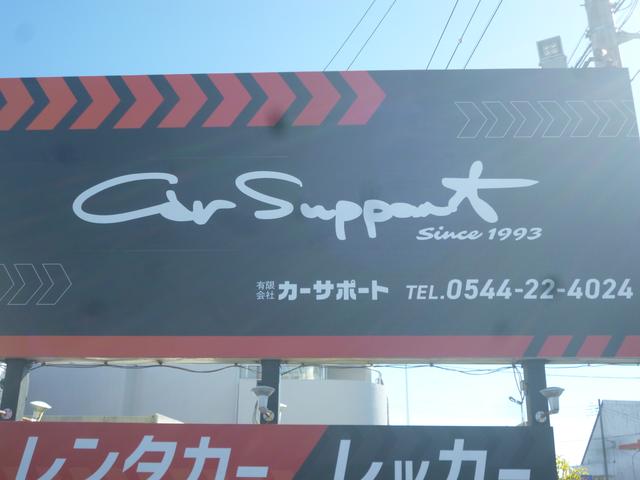 Car Support
Since 1993
有限会社 カーサポート TEL.0544-22-4024
レンタカー レッカー